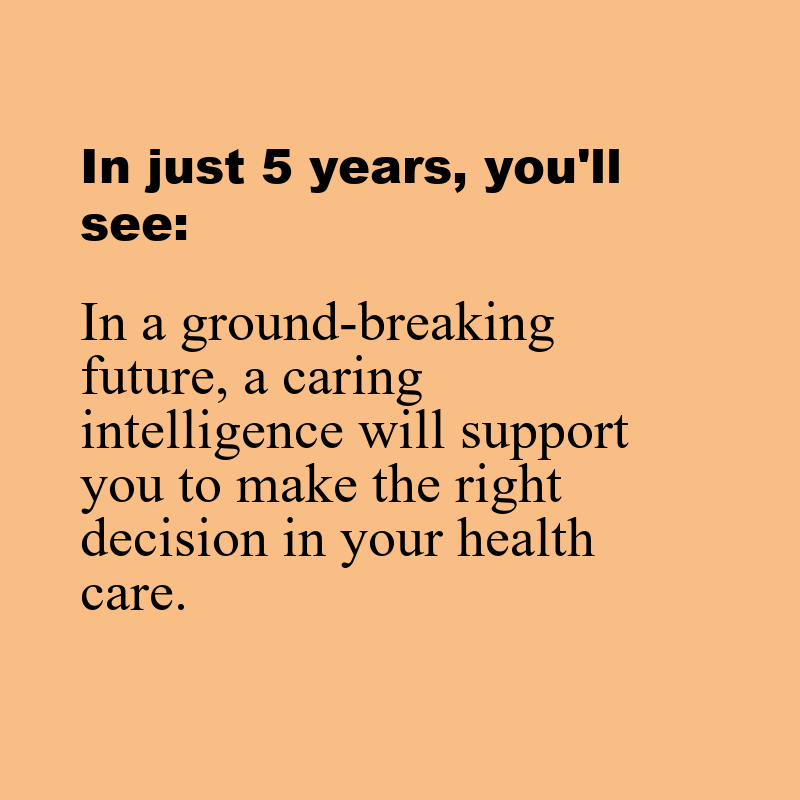 In just 5 years, you'll
see:
In a ground-breaking
future, a caring
intelligence will support
you to make the right
decision in your health
care.